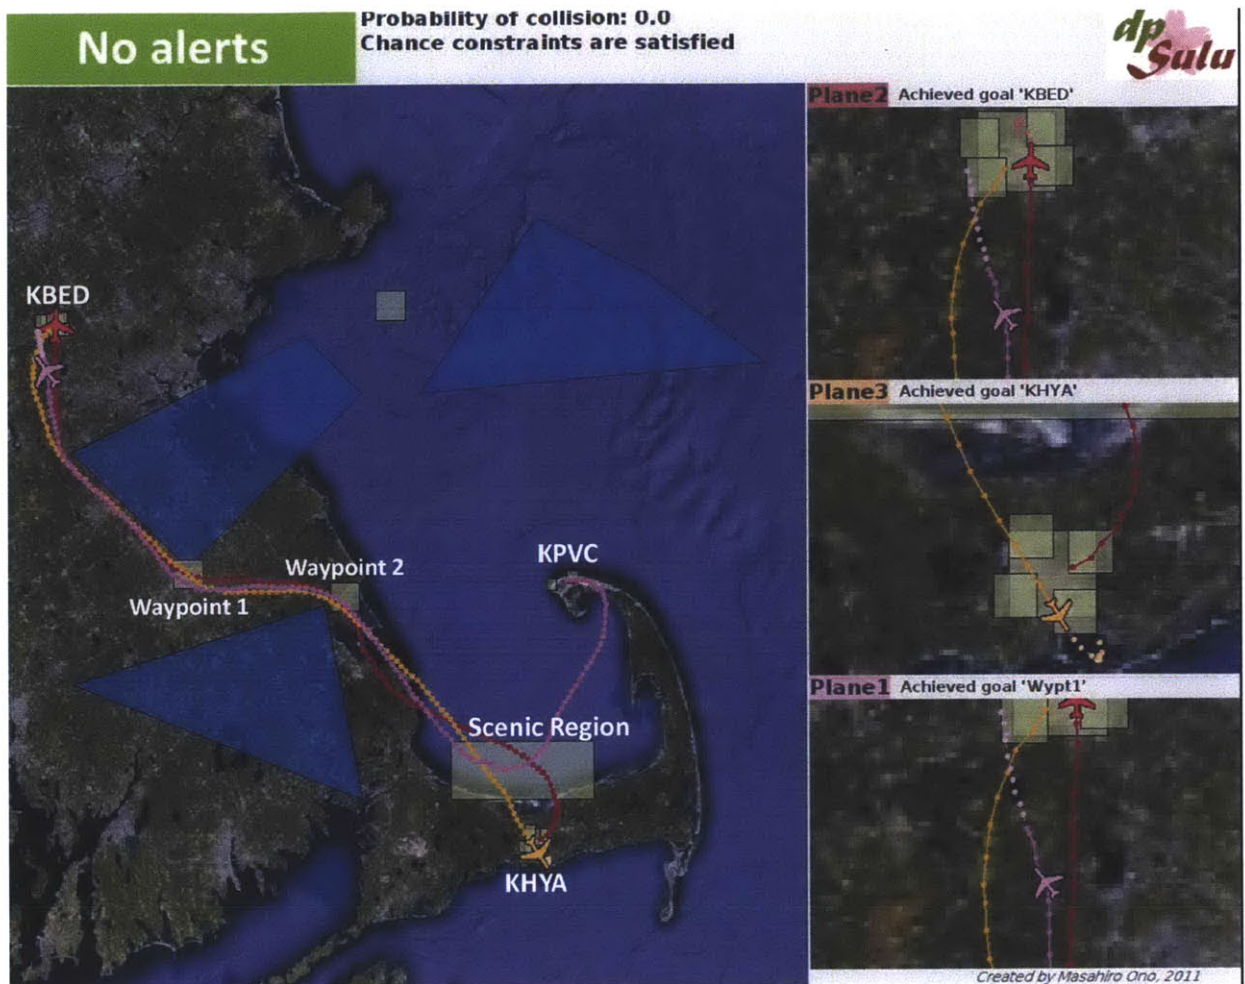 No alerts
Probability of collision: 0.0
Chance constraints are satisfied
dp
Sulu
Plane2 Achieved goal 'KBED'
KBED
Plane3 Achieved goal 'KHYA'
Waypoint 2
KPVC
Waypoint 1
Plane1 Achieved goal 'Wypt1'
Scenic Region
KHYA
Created by Masahiro Ono, 2011